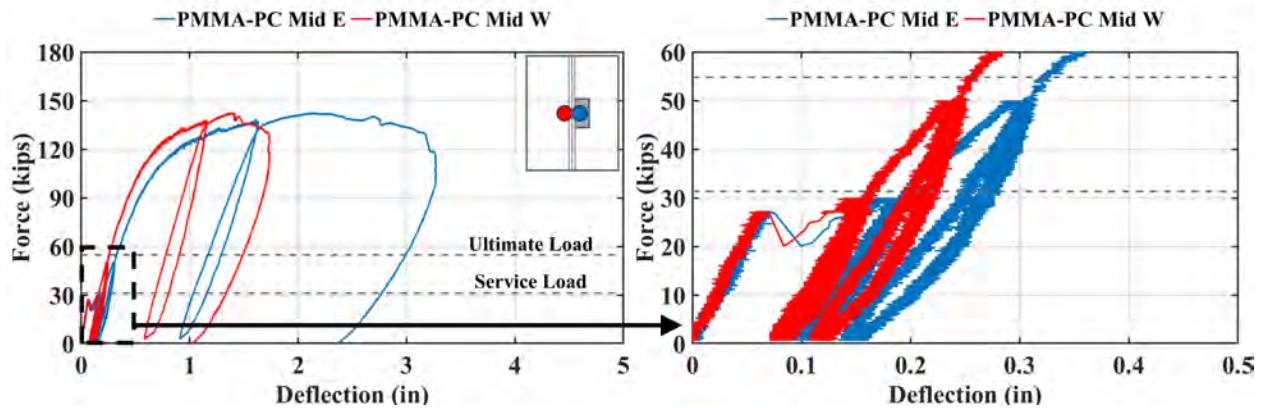 PMMA-PC Mid E PMMA-PC Mid W
180
150
120
90
60
30
0
Force (kips)
Ultimate Load
Service Load
0 1 2 3 4 5
Deflection (in)
PMMA-PC Mid E PMMA-PC Mid W
60
50
40
30
20
10
0
Force (kips)
0 0.1 0.2 0.3 0.4 0.5
Deflection (in)